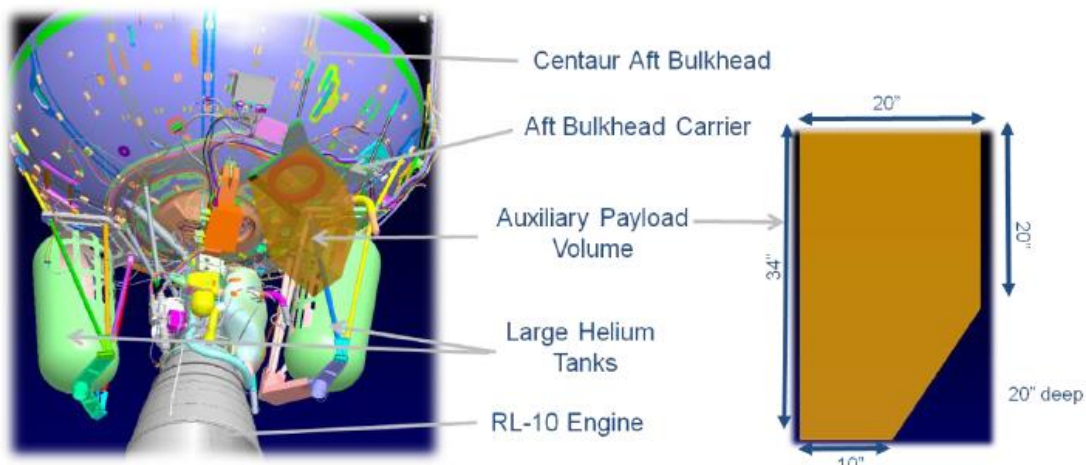 Centaur Aft Bulkhead
Aft Bulkhead Carrier
Auxiliary Payload
Volume
Large Helium
Tanks
RL-10 Engine
20"
20"
34"
20" deep
10"